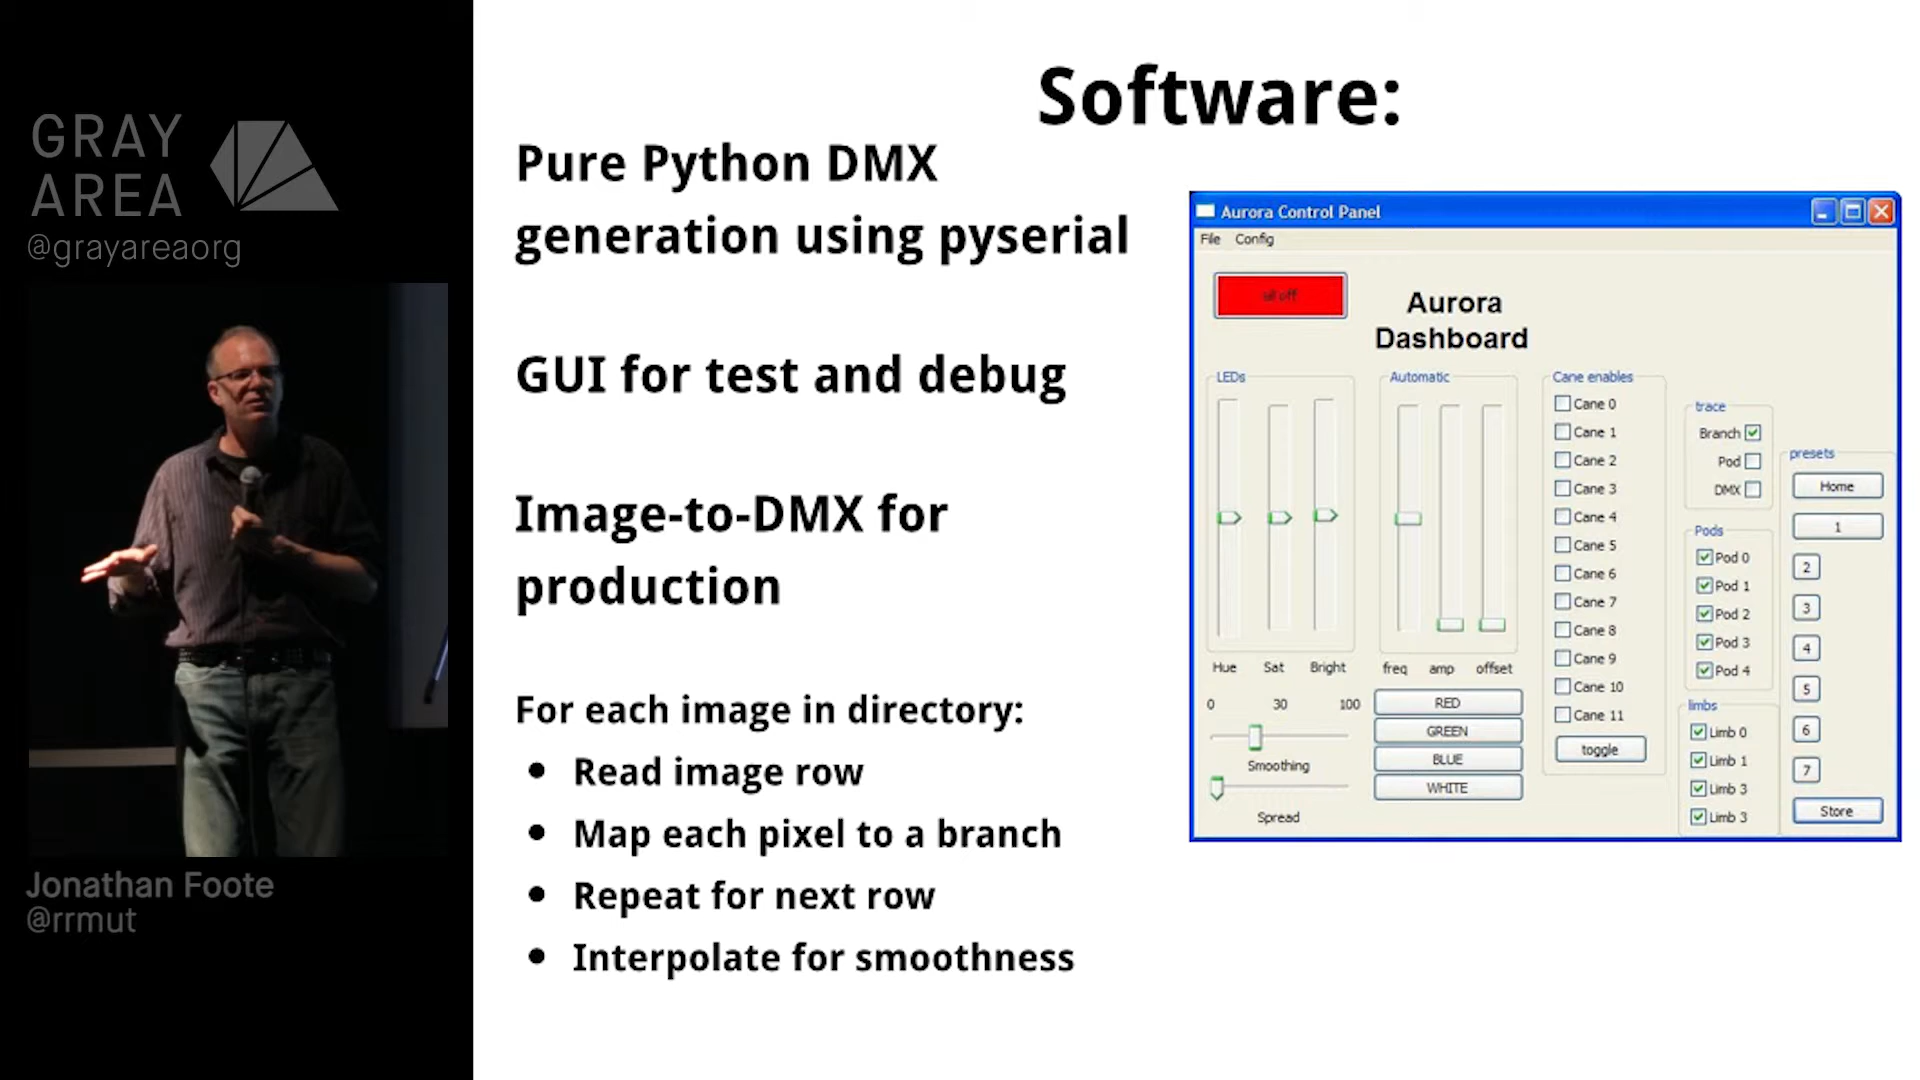 GRAY
AREA
@grayareaorg
Jonathan Foote
@rrmut
Software:
Pure Python DMX
generation using pyserial
GUI for test and debug
Image-to-DMX for
production
For each image in directory:
• Read image row
• Map each pixel to a branch
• Repeat for next row
• Interpolate for smoothness
Aurora Control Panel
File Config
all off
Aurora
Dashboard
LEDs
Hue Sat Bright
0 30 100
Smoothing
Spread
Automatic
freq amp offset
RED
GREEN
BLUE
WHITE
Cane enables
Cane 0
Cane 1
Cane 2
Cane 3
Cane 4
Cane 5
Cane 6
Cane 7
Cane 8
Cane 9
Cane 10
Cane 11
toggle
trace
Branch
Pod
DMX
Pods
Pod 0
Pod 1
Pod 2
Pod 3
Pod 4
limbs
Limb 0
Limb 1
Limb 3
Limb 3
presets
Home
1
2
3
4
5
6
7
Store